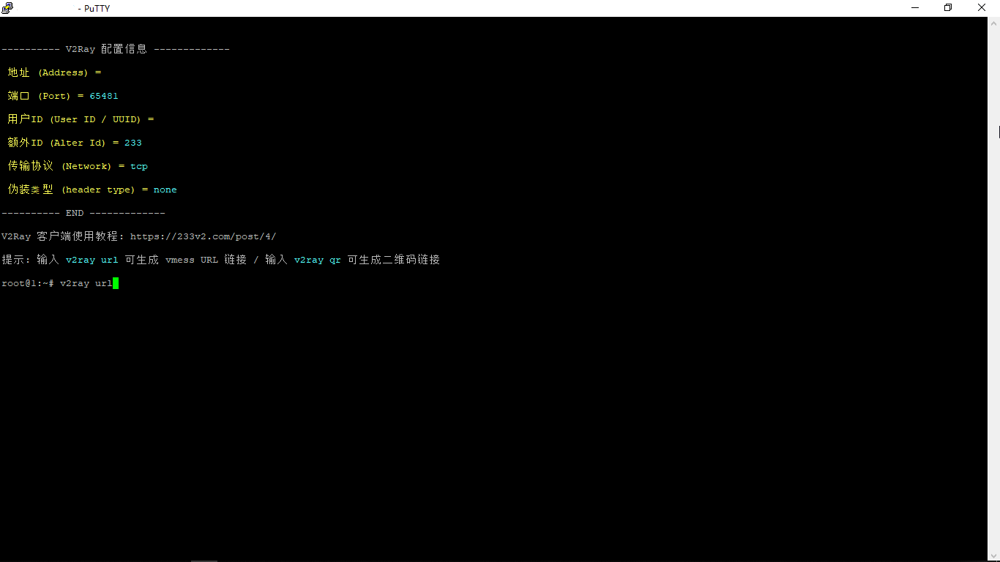 - PuTTY
---------- V2Ray 配置信息 -------------
地址 (Address) =
端口 (Port) = 65481
用户ID (User ID / UUID) =
额外ID (Alter Id) = 233
传输协议 (Network) = tcp
伪装类型 (header type) = none
---------- END -------------
V2Ray 客户端使用教程: https://233v2.com/post/4/
提示: 输入 v2ray url 可生成 vmess URL 链接 / 输入 v2ray qr 可生成二维码链接
root@1:~# v2ray url